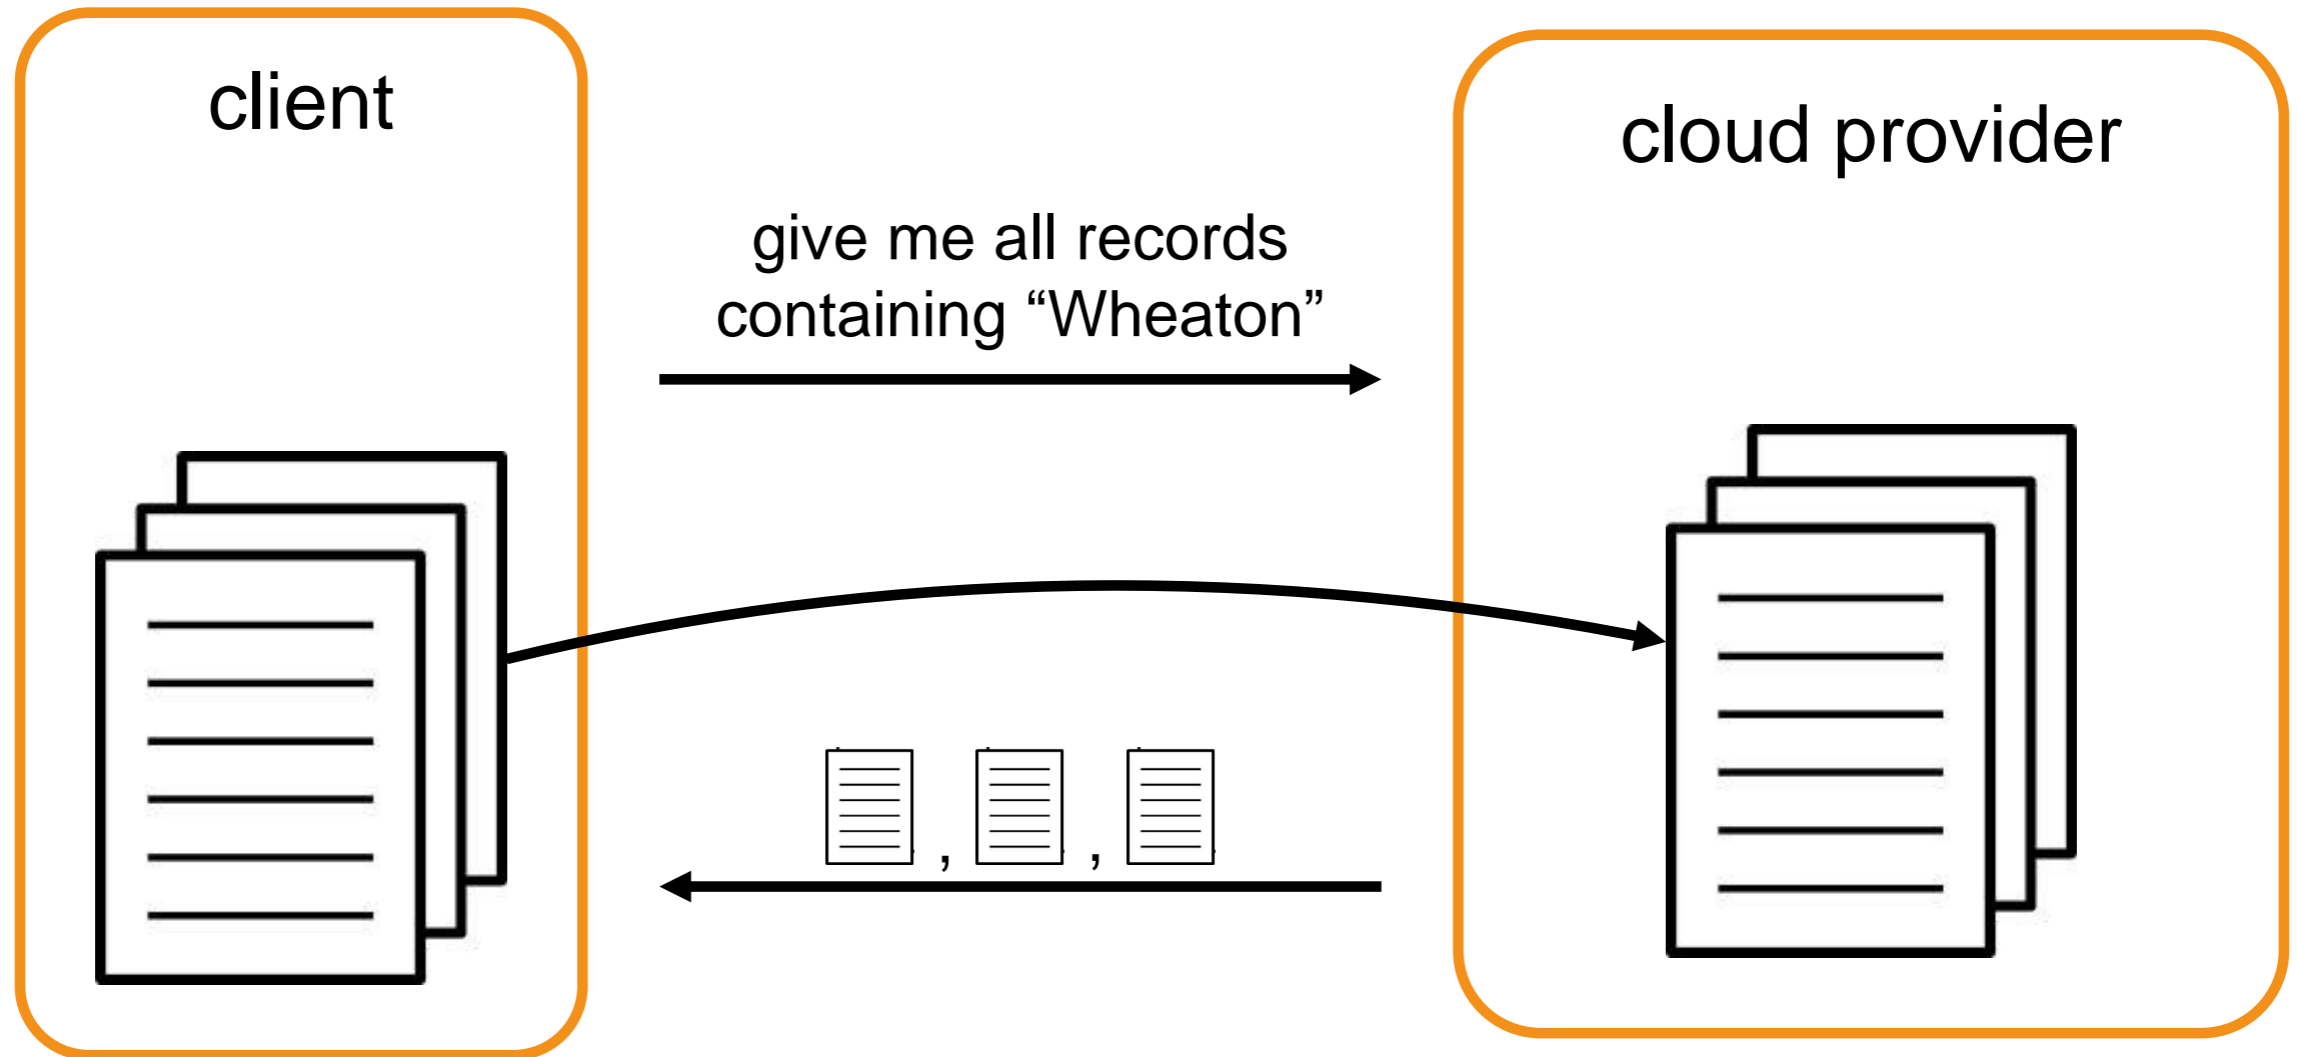 client
cloud provider
give me all records
containing “Wheaton”
, ,